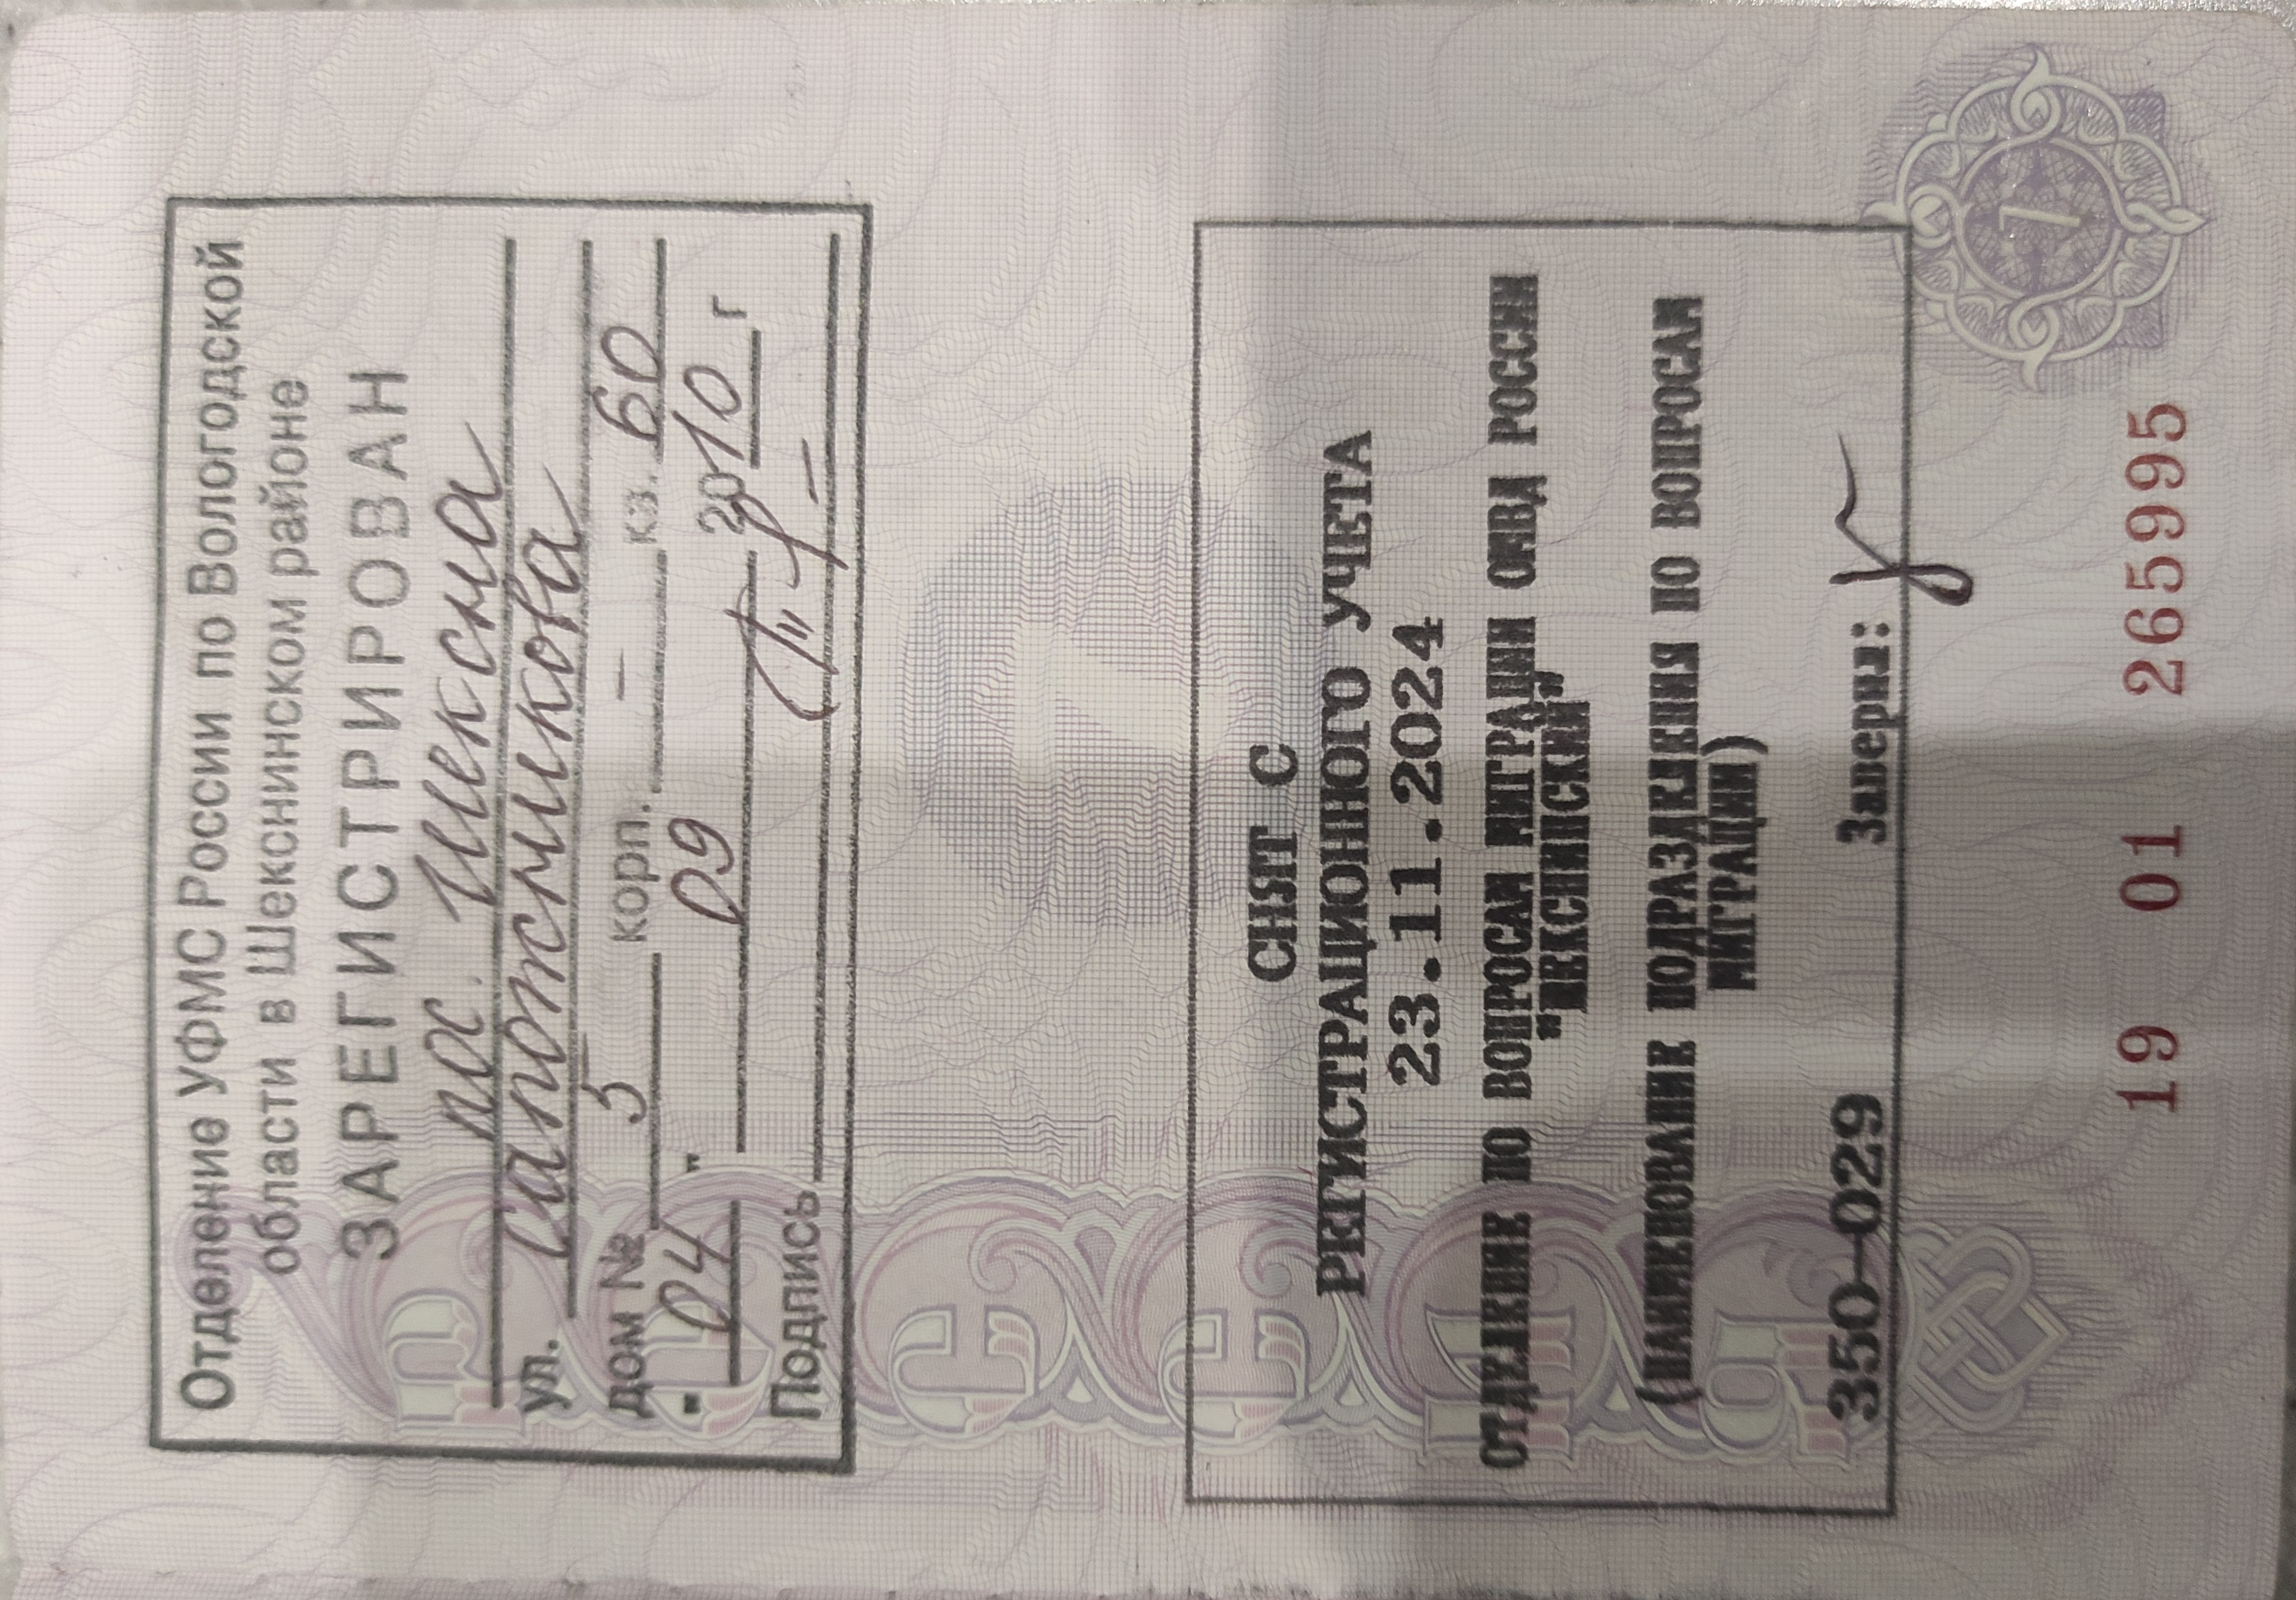 Отделение УФМС России по Вологодской
области в Шекснинском районе
ЗАРЕГИСТРИРОВАН
пос. Шексна
ул. Сапожникова
дом № 5 корп. – кв. 60
"04" 09 2010 г
Подпись
СНЯТ С
РЕГИСТРАЦИОННОГО УЧЕТА
23.11.2024
ОТДЕЛЕНИЕ ПО ВОПРОСАМ МИГРАЦИИ ОМВД РОССИИ
"ШЕКСНИНСКИЙ"
(НАИМЕНОВАНИЕ ПОДРАЗДЕЛЕНИЯ ПО ВОПРОСАМ
МИГРАЦИИ)
350-029 Заверил:
19 01 265995
7